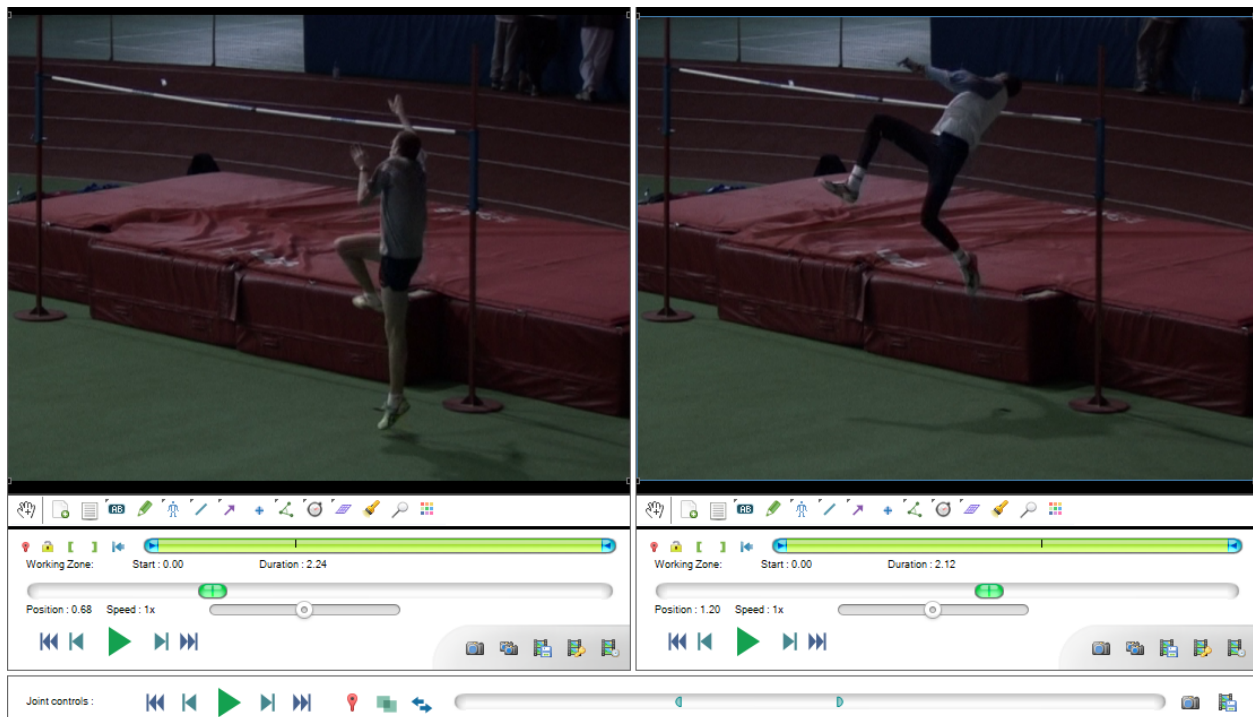 AB
AB
Working Zone: Start : 0.00 Duration : 2.24
Position : 0.68 Speed : 1x
Working Zone: Start : 0.00 Duration : 2.12
Position : 1.20 Speed : 1x
Joint controls :